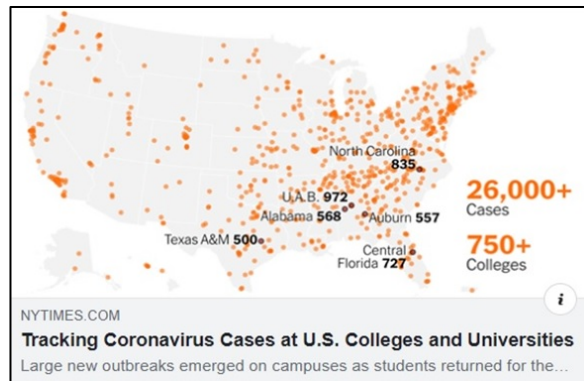 North Carolina
835
U.A.B. 972
Alabama 568
Auburn 557
Texas A&M 500
Central
Florida 727
26,000+
Cases
750+
Colleges
i
NYTIMES.COM
Tracking Coronavirus Cases at U.S. Colleges and Universities
Large new outbreaks emerged on campuses as students returned for the...